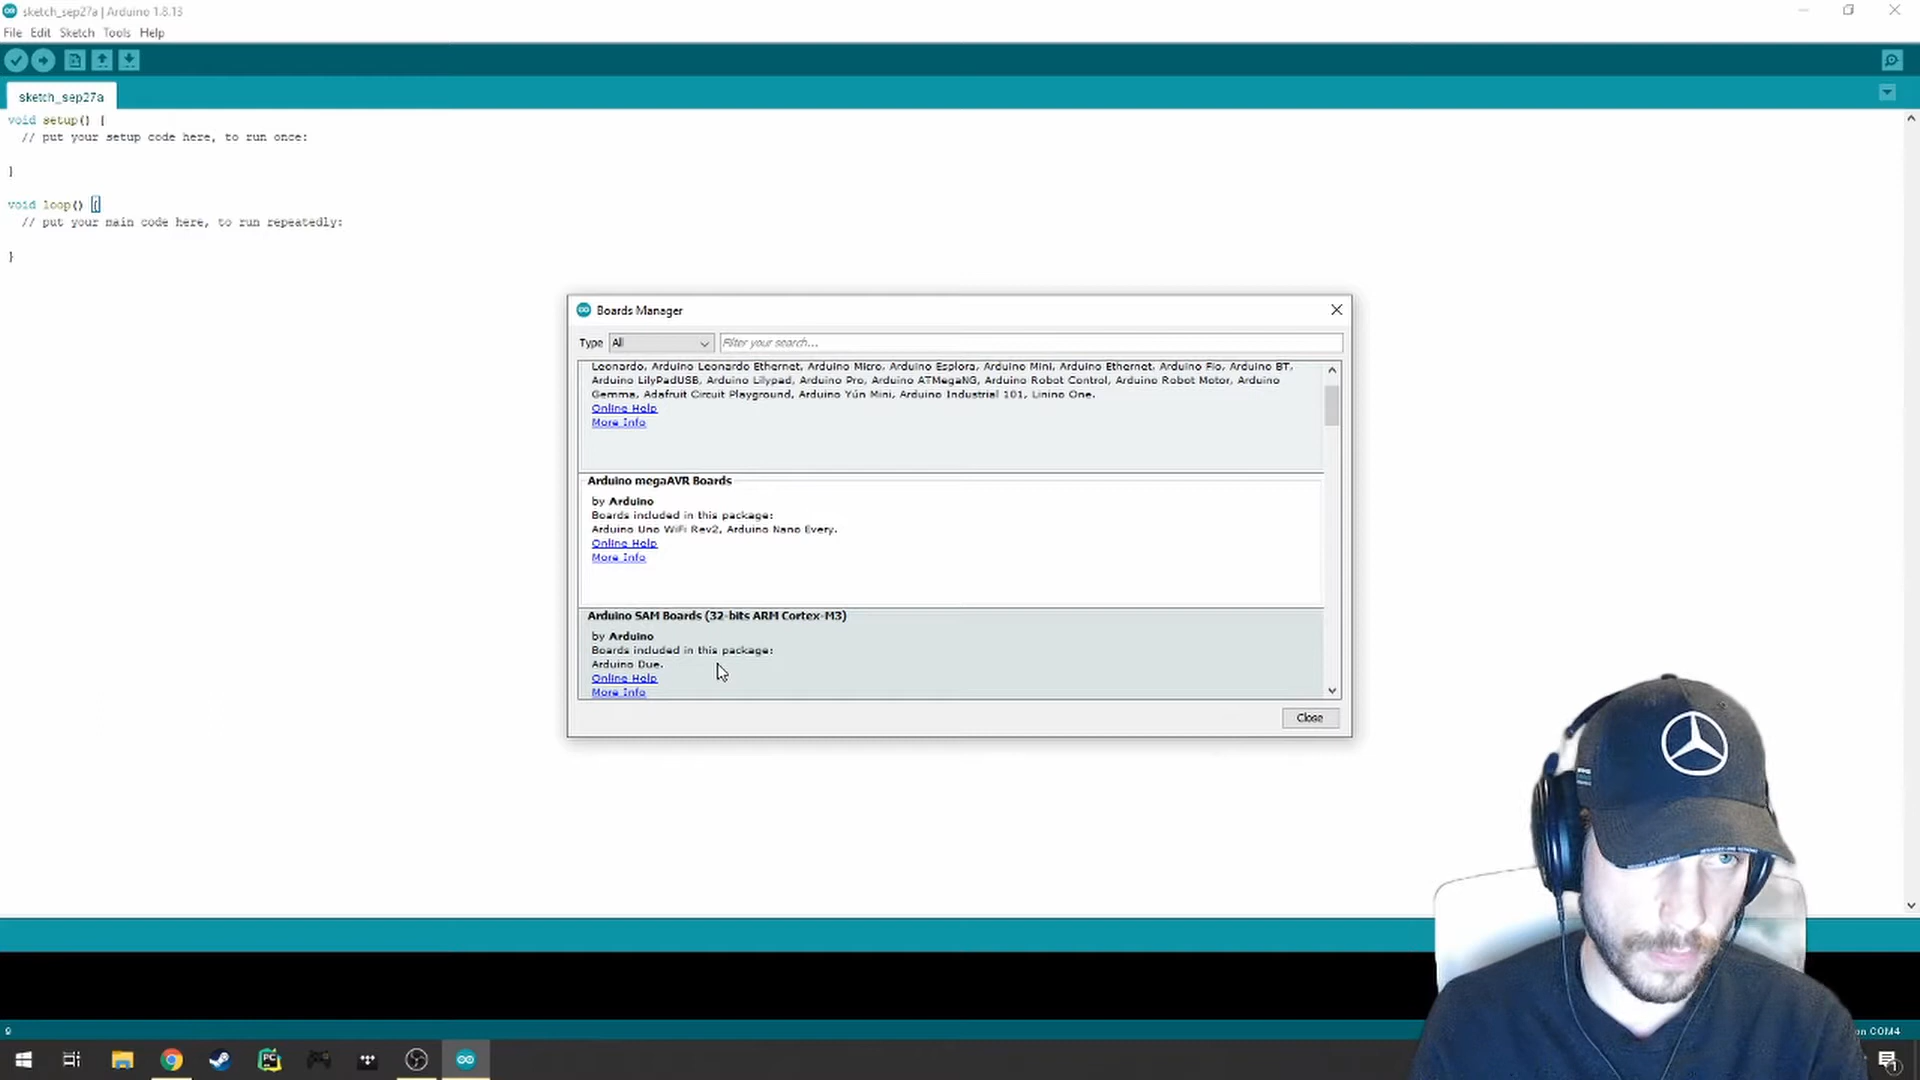 sketch_sep27a | Arduino 1.8.13
File Edit Sketch Tools Help
sketch_sep27a
void setup() {
// put your setup code here, to run once:
}
void loop() {
// put your main code here, to run repeatedly:
}
Boards Manager
Type All Filter your search...
Leonardo, Arduino Leonardo Ethernet, Arduino Micro, Arduino Esplora, Arduino Mini, Arduino Ethernet, Arduino Fio, Arduino BT,
Arduino LilyPadUSB, Arduino Lilypad, Arduino Pro, Arduino ATMegaNG, Arduino Robot Control, Arduino Robot Motor, Arduino
Gemma, Adafruit Circuit Playground, Arduino Yún Mini, Arduino Industrial 101, Linino One.
Online Help
More Info
Arduino megaAVR Boards
by Arduino
Boards included in this package:
Arduino Uno WiFi Rev2, Arduino Nano Every.
Online Help
More Info
Arduino SAM Boards (32-bits ARM Cortex-M3)
by Arduino
Boards included in this package:
Arduino Due.
Online Help
More Info
Close
9
on COM4
PC
1